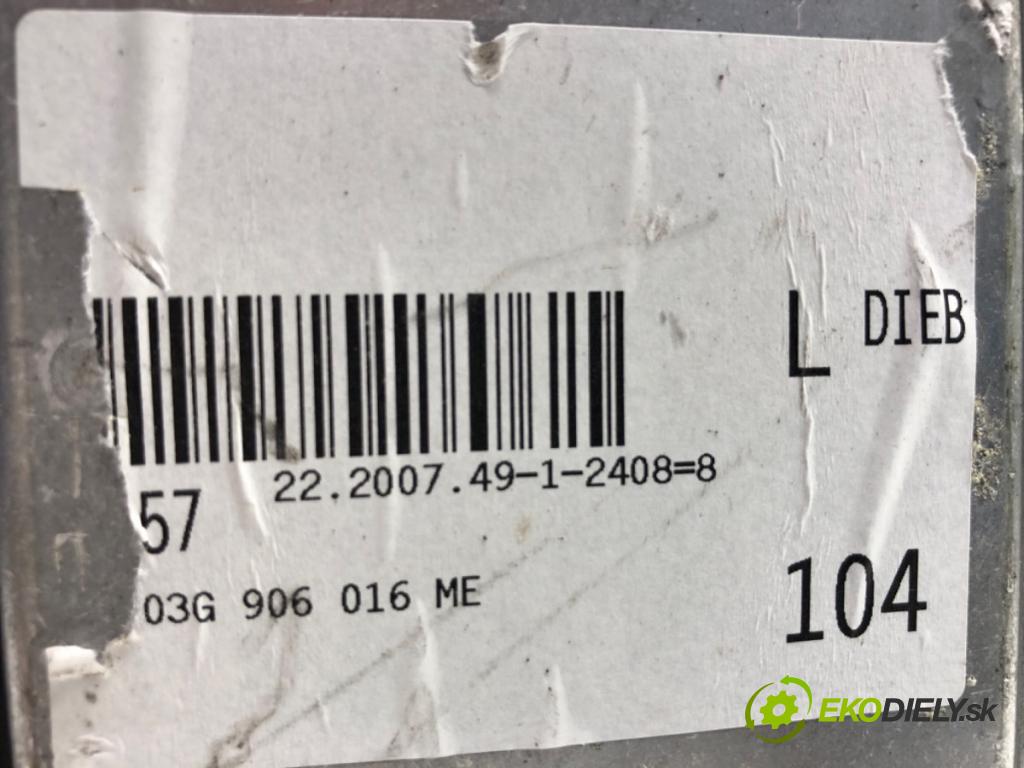 L DIEB
22.2007.49-1-2408=8
57
03G 906 016 ME
104
EKODIELY.sk